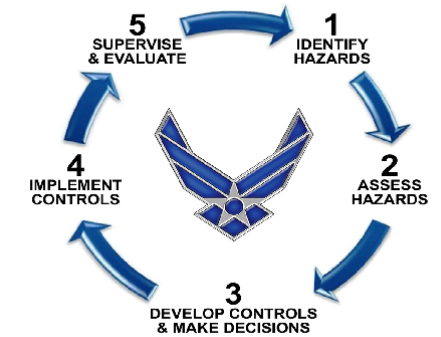 1
IDENTIFY
HAZARDS
2
ASSESS
HAZARDS
3
DEVELOP CONTROLS
& MAKE DECISIONS
4
IMPLEMENT
CONTROLS
5
SUPERVISE
& EVALUATE